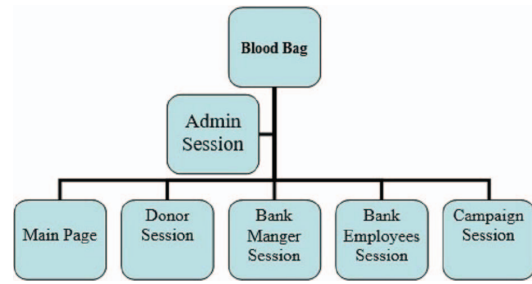 Blood Bag
Admin
Session
Main Page
Donor
Session
Bank
Manger
Session
Bank
Employees
Session
Campaign
Session